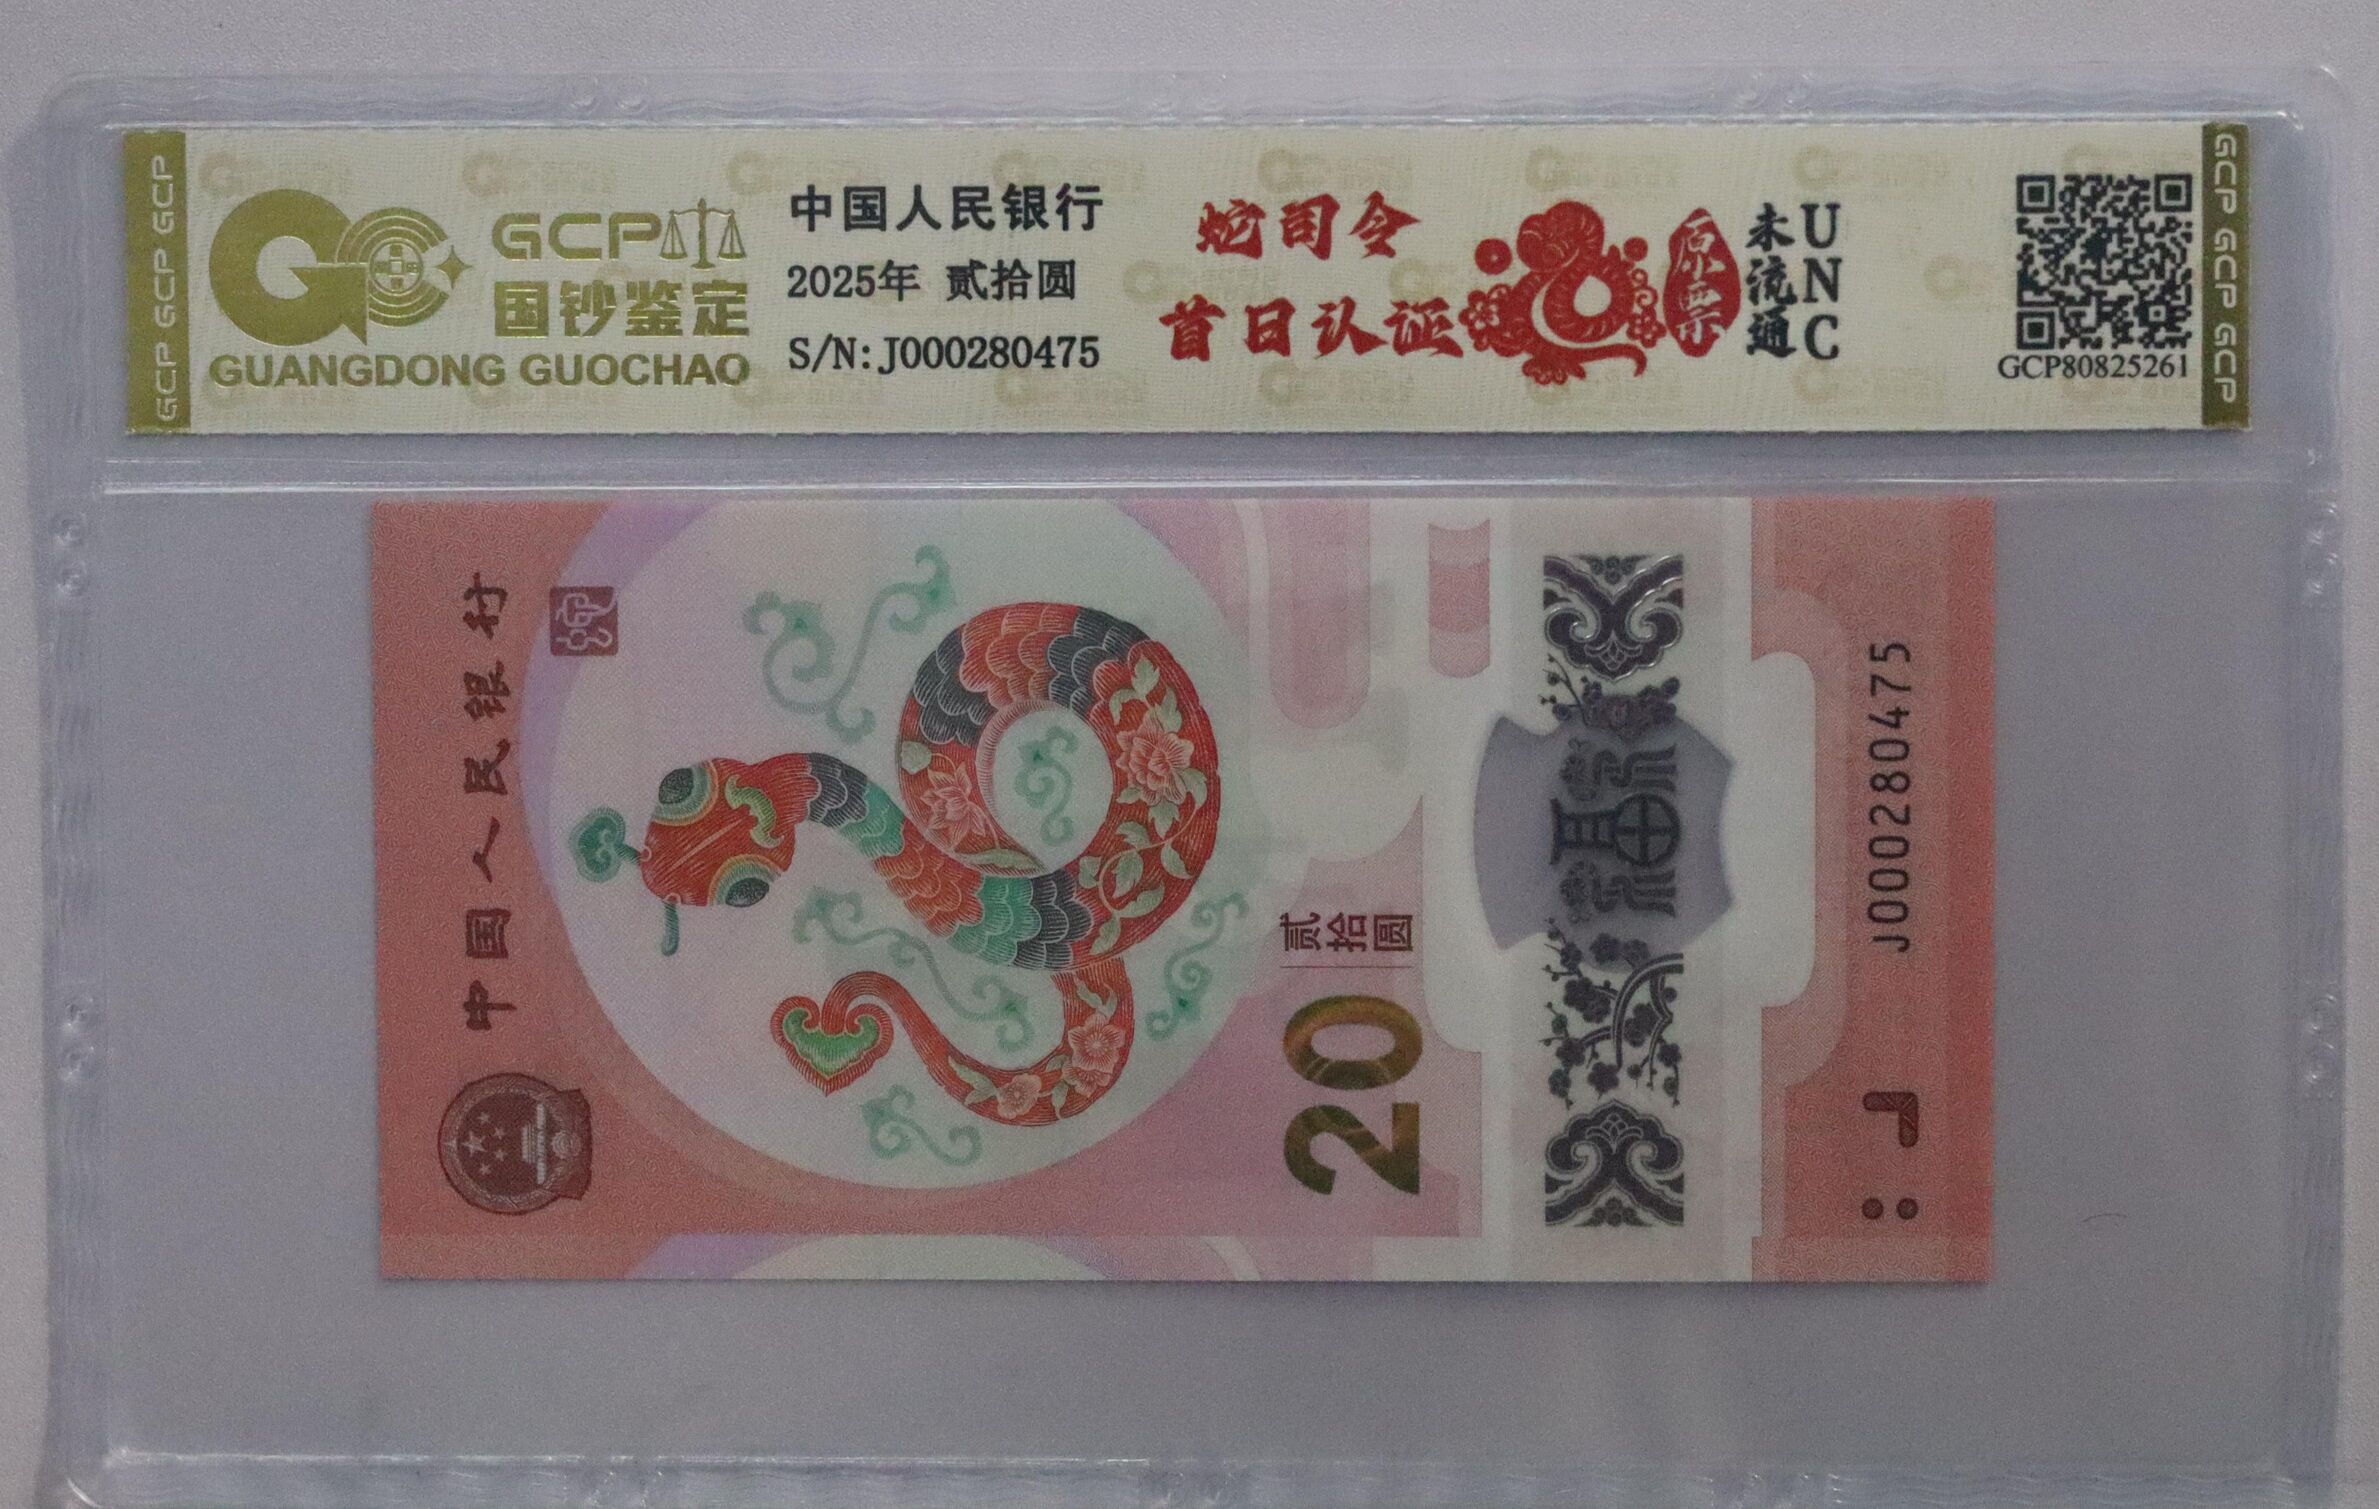 GCP GCP GCP
GCP
国钞鉴定
GUANGDONG GUOCHAO
中国人民银行
2025年 贰拾圆
S/N:J000280475
蛇司令
首日认证
原票
未流通
UNC
GCP80825261
GCP GCP GCP
中国人民银行
贰拾圆
20
福
J000280475